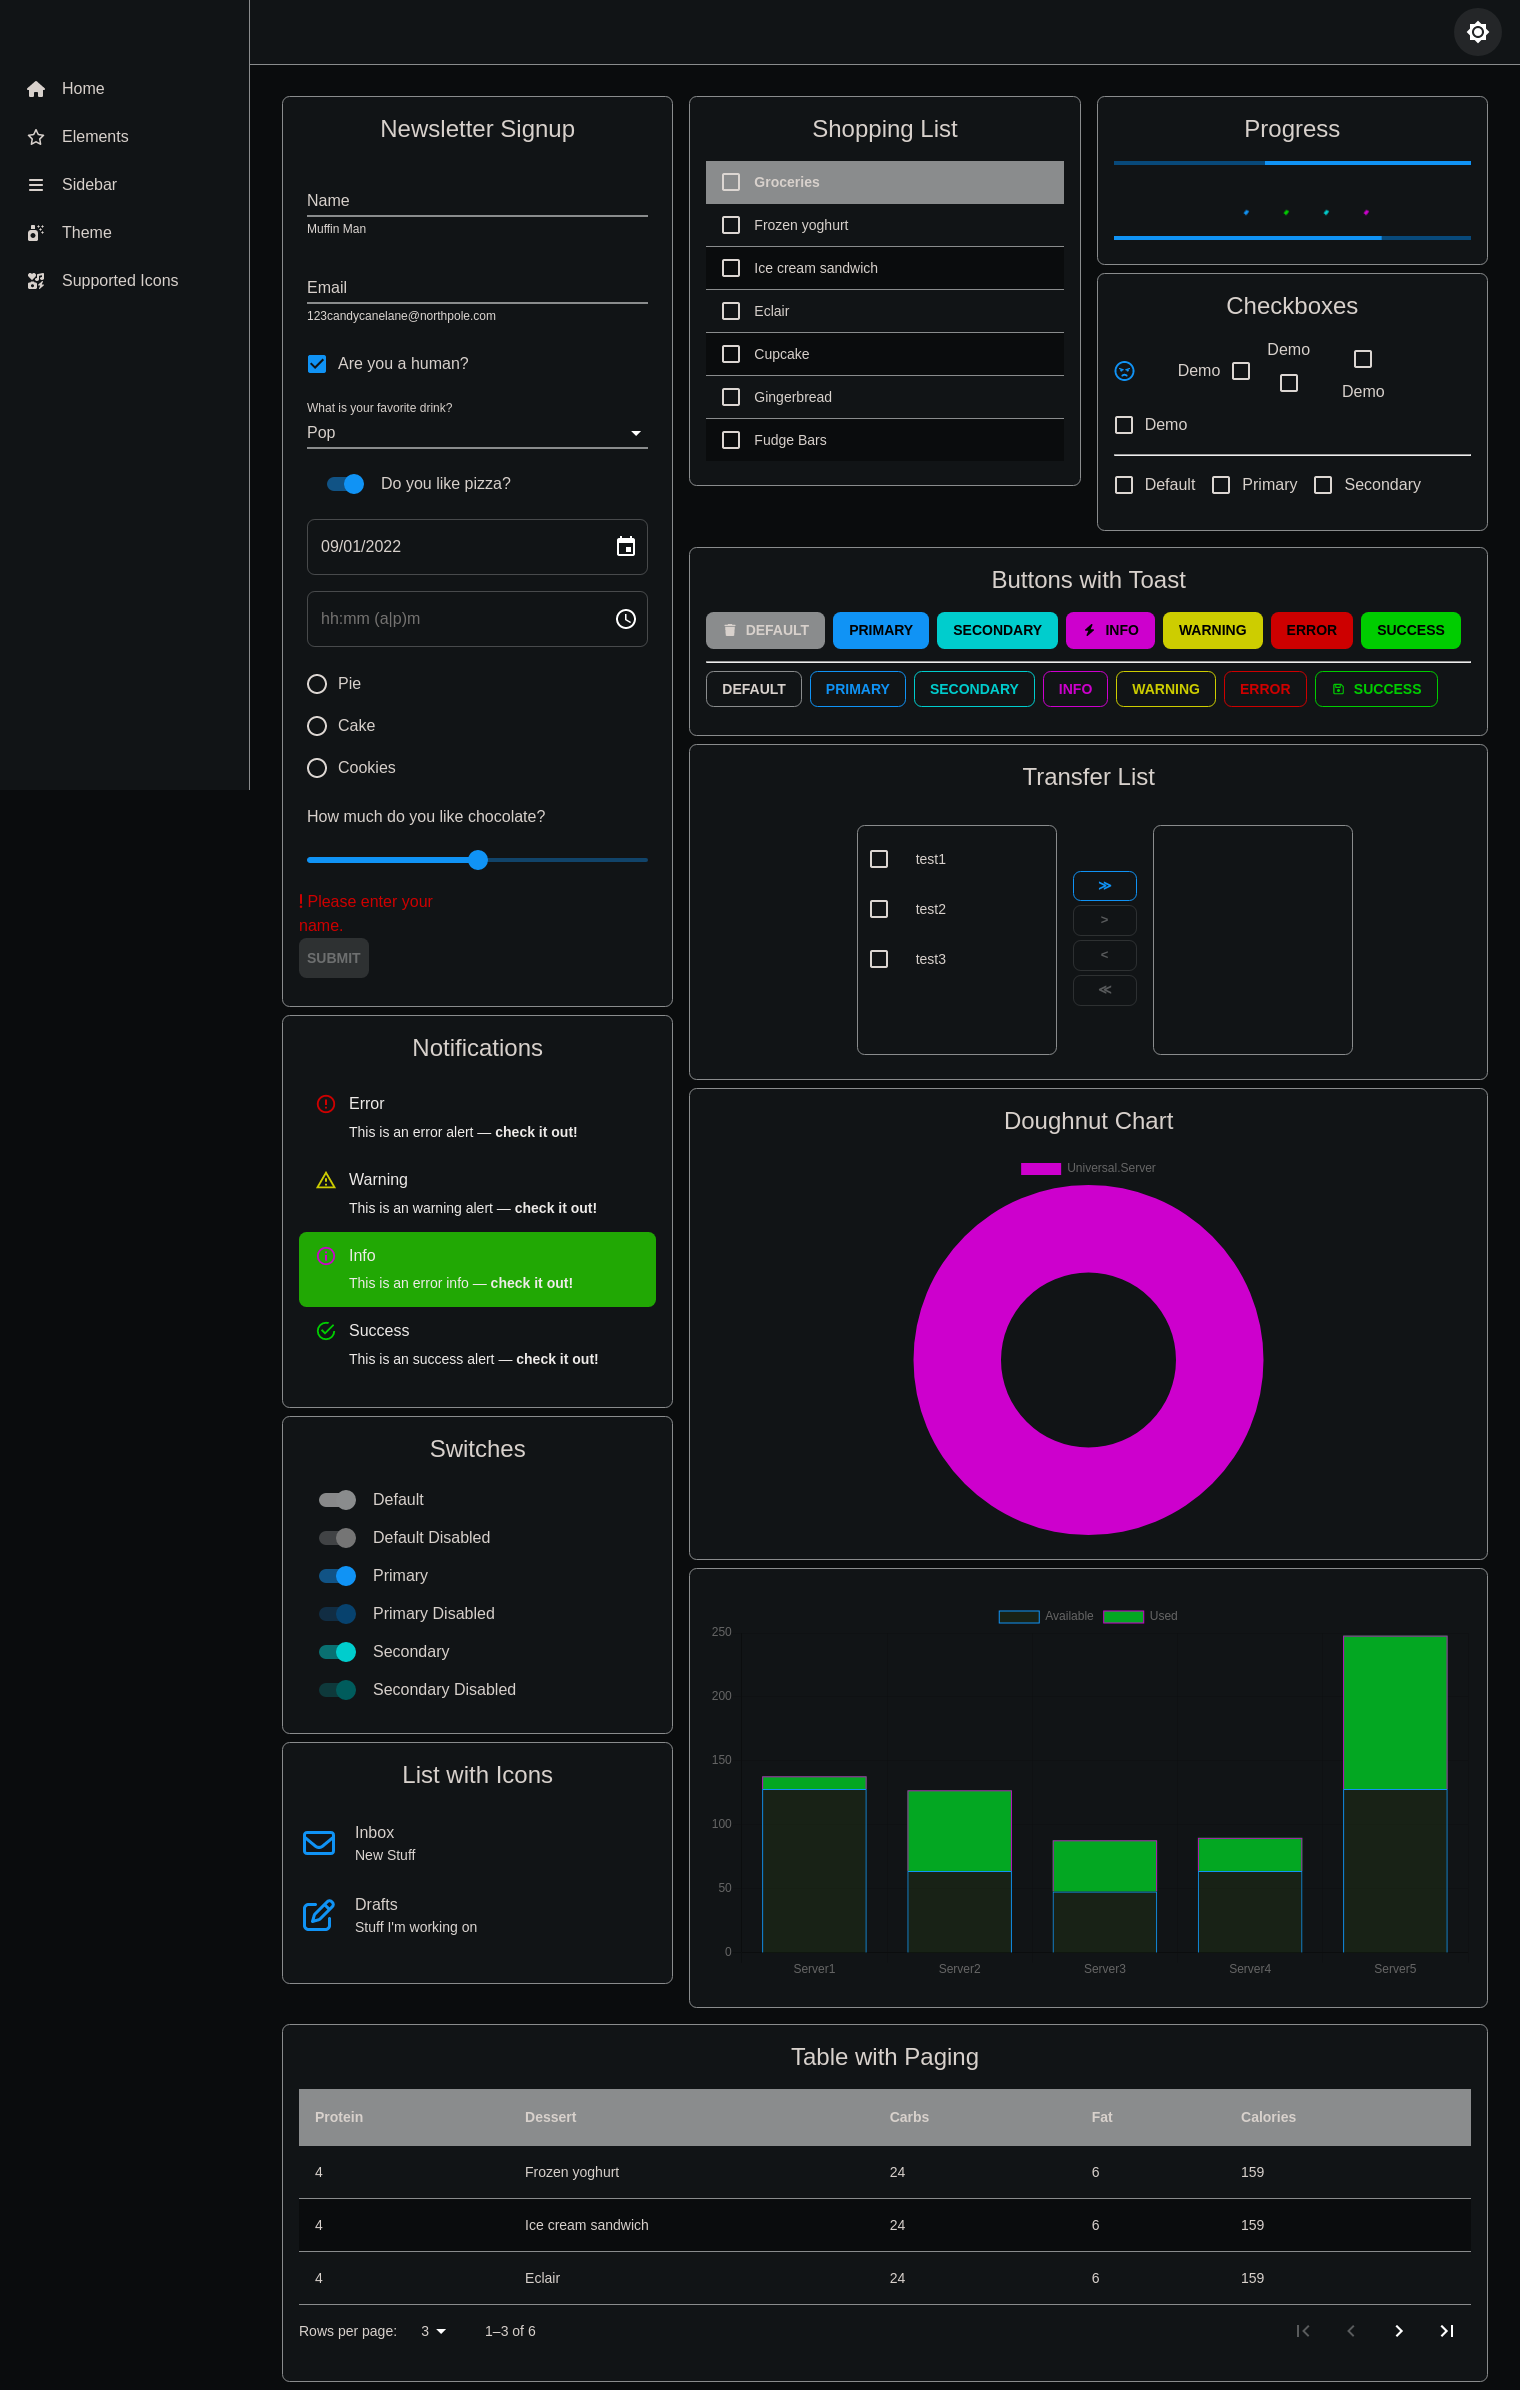 Home
Elements
Sidebar
Theme
Supported Icons
Newsletter Signup
Name
Muffin Man
Email
123candycanelane@northpole.com
Are you a human?
What is your favorite drink?
Pop
Do you like pizza?
09/01/2022
hh:mm (a|p)m
Pie
Cake
Cookies
How much do you like chocolate?
! Please enter your
name.
SUBMIT
Notifications
Error
This is an error alert — check it out!
Warning
This is an warning alert — check it out!
Info
This is an error info — check it out!
Success
This is an success alert — check it out!
Switches
Default
Default Disabled
Primary
Primary Disabled
Secondary
Secondary Disabled
List with Icons
Inbox
New Stuff
Drafts
Stuff I'm working on
Shopping List
Groceries
Frozen yoghurt
Ice cream sandwich
Eclair
Cupcake
Gingerbread
Fudge Bars
Progress
Checkboxes
Demo
Demo
Demo
Demo
Default Primary Secondary
Buttons with Toast
DEFAULT PRIMARY SECONDARY INFO WARNING ERROR SUCCESS
DEFAULT PRIMARY SECONDARY INFO WARNING ERROR SUCCESS
Transfer List
test1
test2
test3
≫
>
<
≪
Doughnut Chart
Universal.Server
Available Used
250
200
150
100
50
0
Server1 Server2 Server3 Server4 Server5
Table with Paging
Protein Dessert Carbs Fat Calories
4 Frozen yoghurt 24 6 159
4 Ice cream sandwich 24 6 159
4 Eclair 24 6 159
Rows per page: 3 1–3 of 6